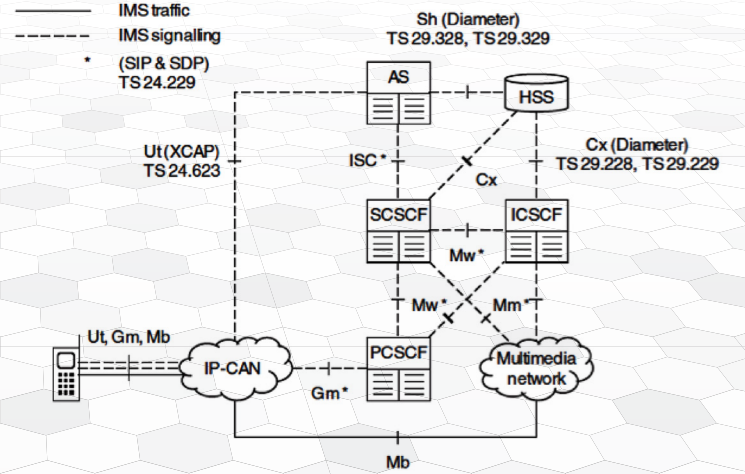 IMS traffic
IMS signalling
* (SIP & SDP)
TS 24.229
Sh (Diameter)
TS 29.328, TS 29.329
AS
HSS
Ut (XCAP)
TS 24.623
ISC *
Cx (Diameter)
TS 29.228, TS 29.229
Cx
SCSCF
ICSCF
Mw *
Mw *
Mm *
Ut, Gm, Mb
IP-CAN
PCSCF
Multimedia
network
Gm *
Mb